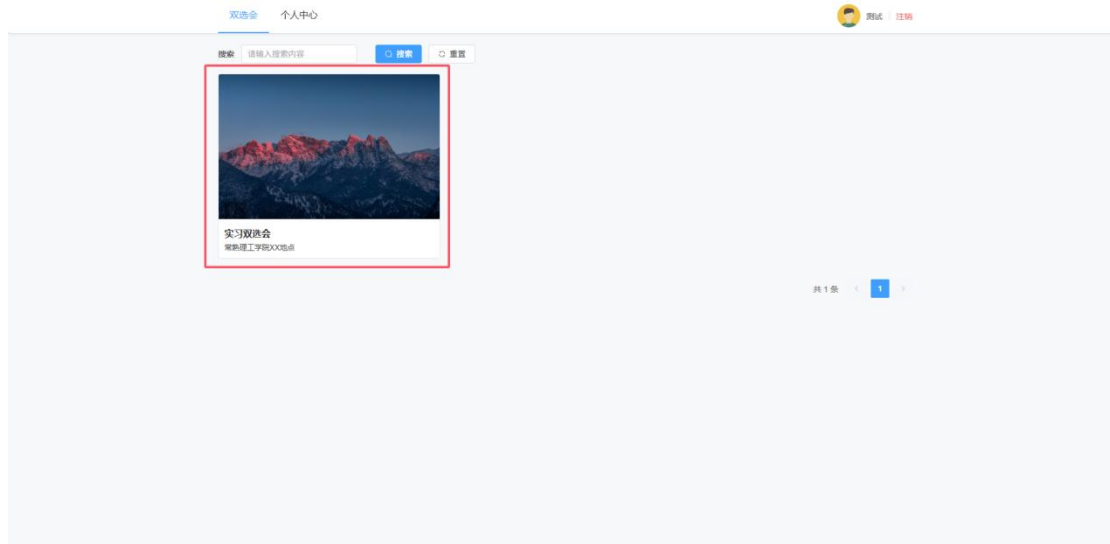 双选会 个人中心 测试 注销
搜索 请输入搜索内容 搜索 重置
实习双选会
常熟理工学院XX地点
共 1 条 1